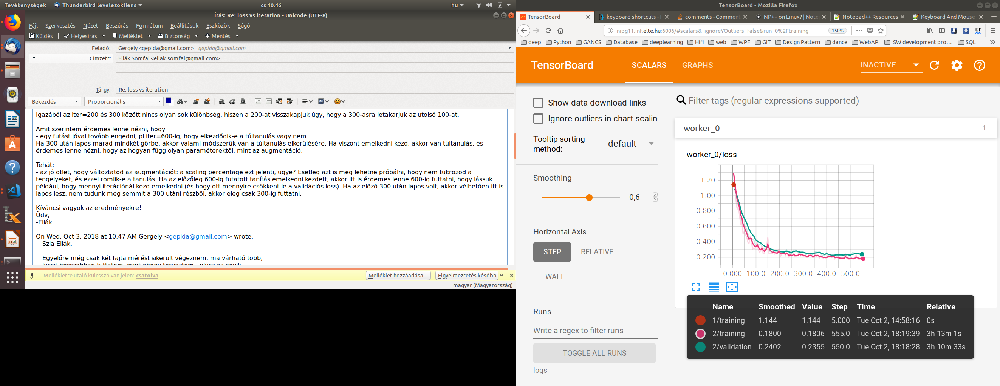 Tevékenységek
Thunderbird levelezőkliens
cs 10.46
hu
Írás: Re: loss vs iteration - Unicode (UTF-8)
Fájl Szerkesztés Nézet Beszúrás Formátum Beállítások Eszközök Súgó
Küldés Helyesírás Melléklet Biztonság Mentés
Feladó: Gergely <gepida@gmail.com> gepida@gmail.com
Címzett: Ellák Somfai <ellak.somfai@gmail.com>
Tárgy: Re: loss vs iteration
Bekezdés Proporcionális
Igazából az iter=200 és 300 között nincs olyan sok különbség, hiszen a 200-at visszakapjuk úgy, hogy a 300-asra letakarjuk az utolsó 100-at.
Amit szerintem érdemes lenne nézni, hogy
- egy futást jóval tovább engedni, pl iter=600-ig, hogy elkezdődik-e a túltanulás vagy nem
Ha 300 után lapos marad mindkét görbe, akkor valami módszerük van a túltanulás elkerülésére. Ha viszont emelkedni kezd, akkor van túltanulás, és
érdemes lenne nézni, hogy az hogyan függ olyan paraméterektől, mint az augmentáció.
Tehát:
- az jó ötlet, hogy változtatod az augmentációt: a scaling percentage ezt jelenti, ugye? Esetleg azt is meg lehetne próbálni, hogy nem tükrözöd a
tengelyeket, és ezzel romlik-e a tanulás. Ha az előzőleg 600-ig futatott tanítás emelkedni kezdett, akkor itt is érdemes lenne 600-ig futtatni, hogy lássuk
például, hogy mennyi iterációnál kezd emelkedni (és hogy ott mennyire csökkent le a validációs loss). Ha az előző 300 után lapos volt, akkor vélhetően itt is
lapos lesz, nem tudunk meg semmit a 300 utáni részből, akkor elég csak 300-ig futtatni.
Kíváncsi vagyok az eredményekre!
Üdv,
-Ellák
On Wed, Oct 3, 2018 at 10:47 AM Gergely <gepida@gmail.com> wrote:
Szia Ellák,
Egyelőre még csak két fajta mérést sikerült végeznem, ma várható több,
Mellékletre utaló kulcsszó van jelen: csatolva
Melléklet hozzáadása...
Figyelmeztetés később
magyar (Magyarország)
TensorBoard - Mozilla Firefox
TensorBoard
keyboard shortcuts -
comments - Commen
NP++ on Linux? | Note
Notepad++ Resources
Keyboard And Mouse
nipg11.inf.elte.hu:6006/#scalars&_ignoreYOutliers=false&run=0%2Ftraining
150%
deep Python GANCS Database deeplearning Hifi web WPF GIT Design Pattern dance WebAPI SW development pro... SQL
TensorBoard
SCALARS
GRAPHS
INACTIVE
Show data download links
Ignore outliers in chart scalin
Tooltip sorting
method:
default
Smoothing
0,6
Horizontal Axis
STEP
RELATIVE
WALL
Runs
Write a regex to filter runs
TOGGLE ALL RUNS
logs
Filter tags (regular expressions supported)
worker_0
1
worker_0/loss
1.20
1.00
0.800
0.600
0.400
0.200
0.000 100.0 200.0 300.0 400.0 500.0
Name Smoothed Value Step Time Relative
1/training 1.144 1.144 5.000 Tue Oct 2, 14:58:16 0s
2/training 0.1800 0.1806 555.0 Tue Oct 2, 18:19:39 3h 13m 1s
2/validation 0.2402 0.2355 550.0 Tue Oct 2, 18:18:28 3h 10m 33s